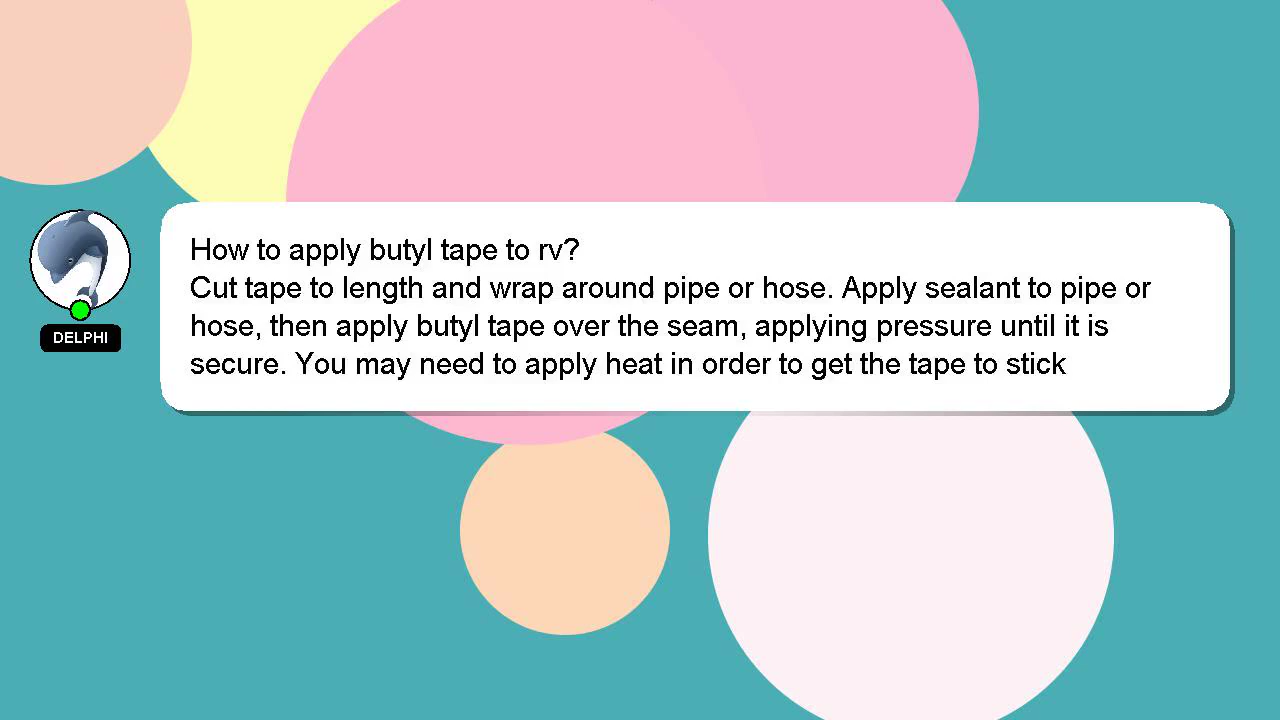 How to apply butyl tape to rv?
Cut tape to length and wrap around pipe or hose. Apply sealant to pipe or
hose, then apply butyl tape over the seam, applying pressure until it is
secure. You may need to apply heat in order to get the tape to stick
DELPHI